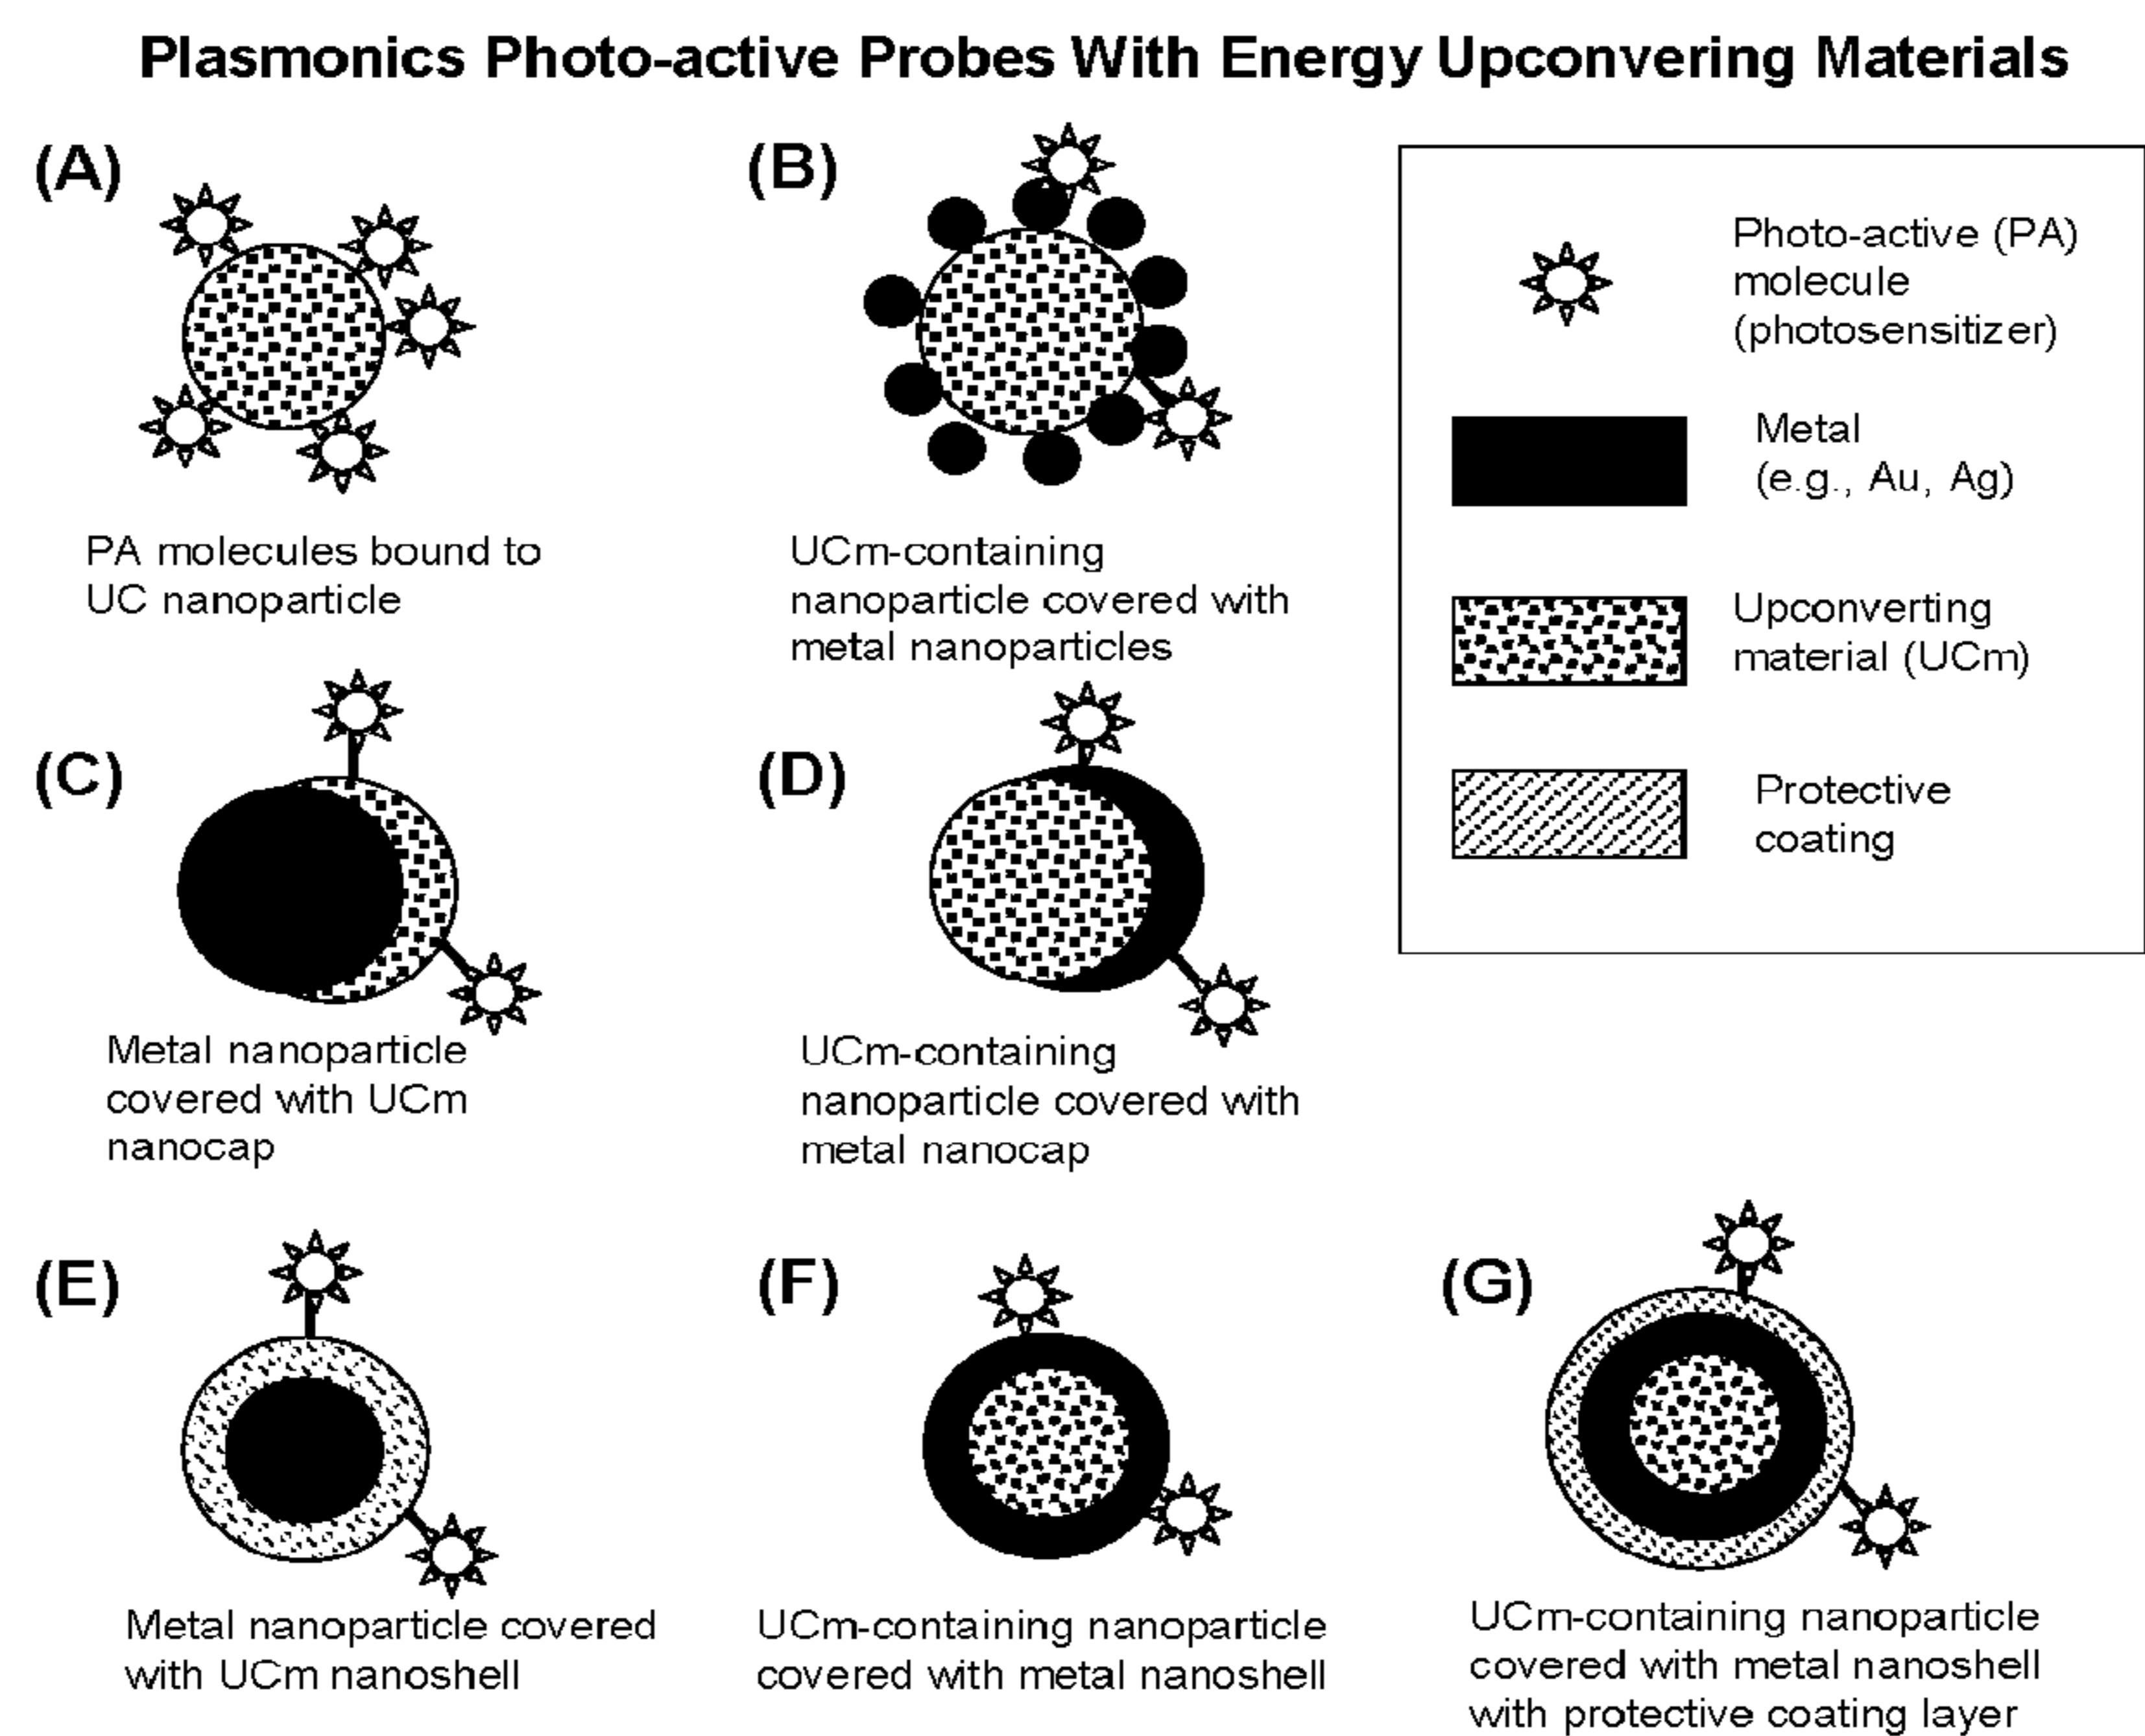 Plasmonics Photo-active Probes With Energy Upconvering Materials
(A)
PA molecules bound to
UC nanoparticle
(B)
UCm-containing
nanoparticle covered with
metal nanoparticles
Photo-active (PA)
molecule
(photosensitizer)
Metal
(e.g., Au, Ag)
Upconverting
material (UCm)
Protective
coating
(C)
Metal nanoparticle
covered with UCm
nanocap
(D)
UCm-containing
nanoparticle covered with
metal nanocap
(E)
Metal nanoparticle covered
with UCm nanoshell
(F)
UCm-containing nanoparticle
covered with metal nanoshell
(G)
UCm-containing nanoparticle
covered with metal nanoshell
with protective coating layer